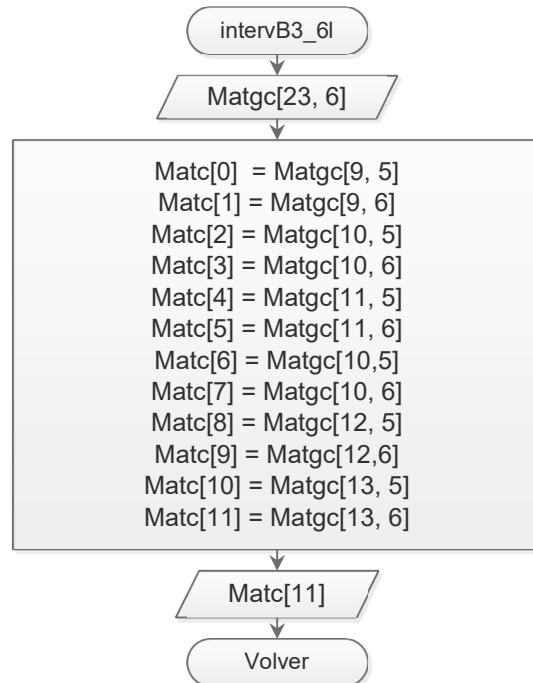 intervB3_6l
Matgc[23, 6]
Matc[0]  = Matgc[9, 5]
Matc[1] = Matgc[9, 6]
Matc[2] = Matgc[10, 5]
Matc[3] = Matgc[10, 6]
Matc[4] = Matgc[11, 5]
Matc[5] = Matgc[11, 6]
Matc[6] = Matgc[10,5]
Matc[7] = Matgc[10, 6]
Matc[8] = Matgc[12, 5]
Matc[9] = Matgc[12,6]
Matc[10] = Matgc[13, 5]
Matc[11] = Matgc[13, 6]
Matc[11]
Volver